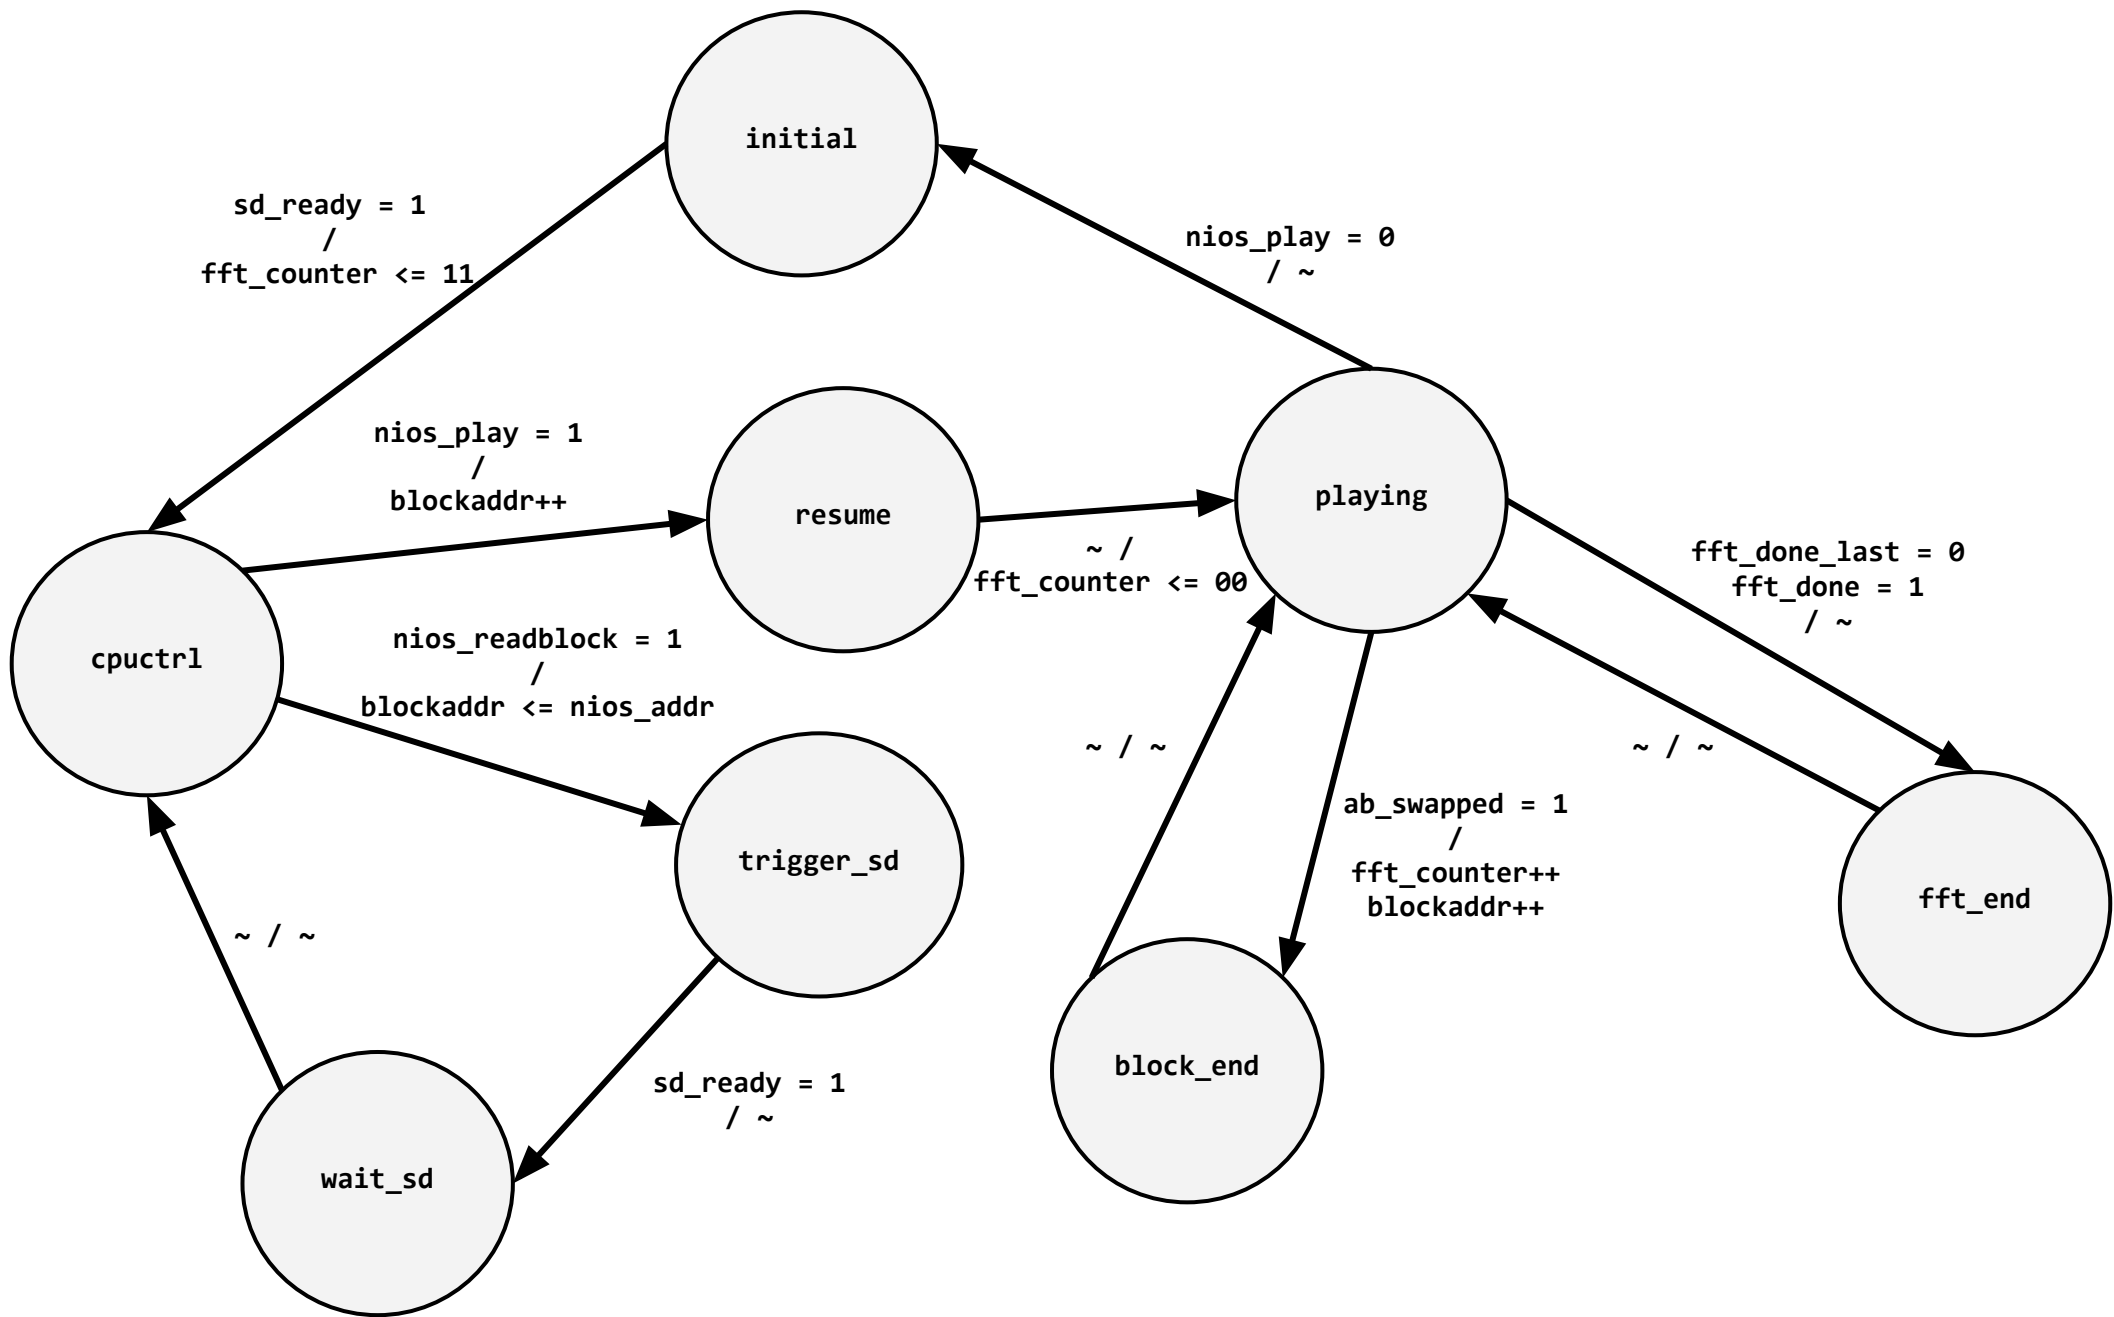 initial
sd_ready = 1
/
fft_counter <= 11
nios_play = 0
/ ~
nios_play = 1
/
blockaddr++
resume
playing
~ /
fft_counter <= 00
fft_done_last = 0
fft_done = 1
/ ~
cpuctrl
nios_readblock = 1
/
blockaddr <= nios_addr
~ / ~
~ / ~
ab_swapped = 1
/
fft_counter++
blockaddr++
trigger_sd
fft_end
~ / ~
block_end
sd_ready = 1
/ ~
wait_sd